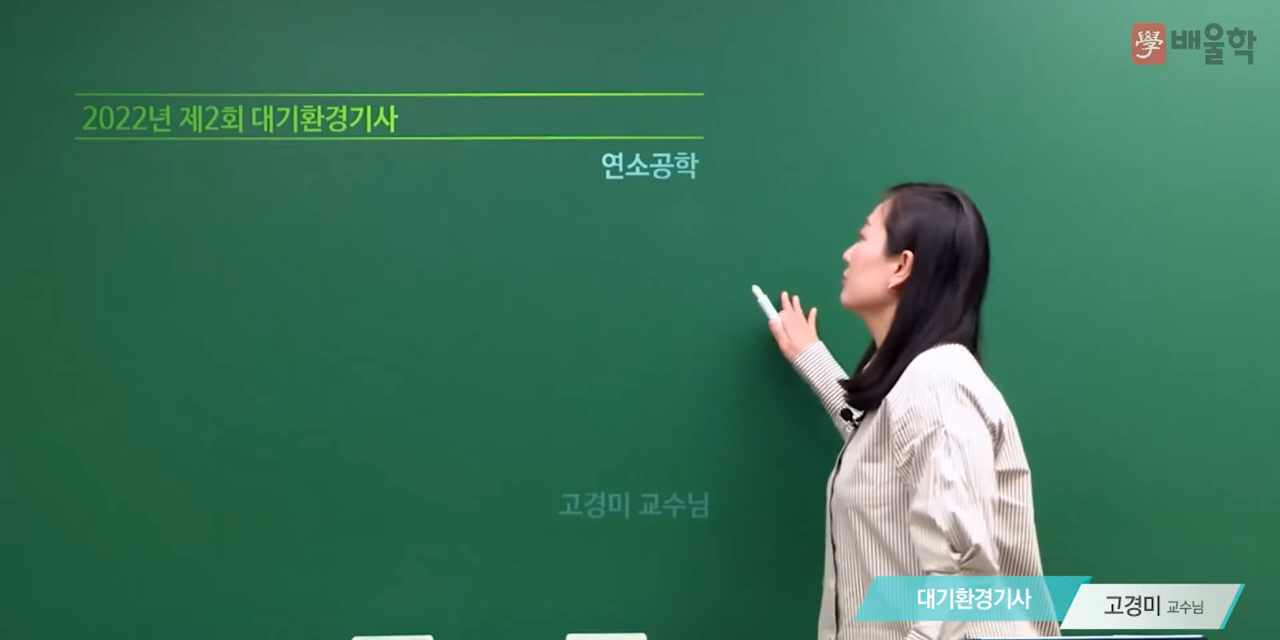 學 배울학
2022년 제2회 대기환경기사
연소공학
고경미 교수님
대기환경기사
고경미 교수님